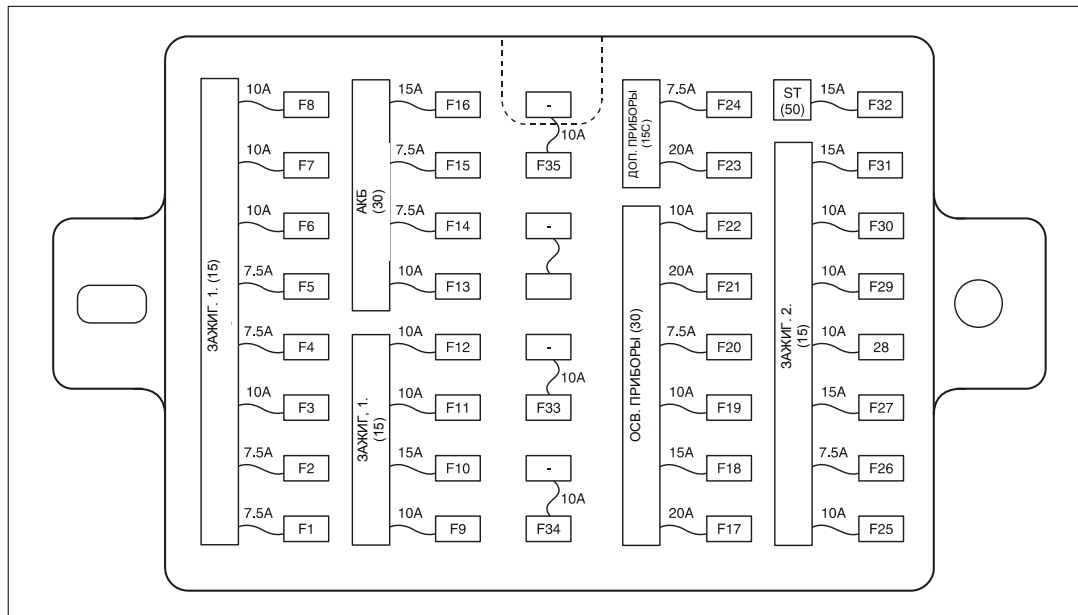 ЗАЖИГ. 1. (15)
10A F8
10A F7
10A F6
7.5A F5
7.5A F4
10A F3
7.5A F2
7.5A F1
АКБ
(30)
15A F16
7.5A F15
7.5A F14
10A F13
ЗАЖИГ, 1.
(15)
10A F12
10A F11
15A F10
10A F9
-
10A
F35
-
-
10A
F33
-
10A
F34
ДОП. ПРИБОРЫ
(15C)
7.5A F24
20A F23
ОСВ. ПРИБОРЫ (30)
10A F22
20A F21
7.5A F20
10A F19
15A F18
20A F17
ST
(50)
15A F32
ЗАЖИГ. 2.
(15)
15A F31
10A F30
10A F29
10A 28
15A F27
7.5A F26
10A F25